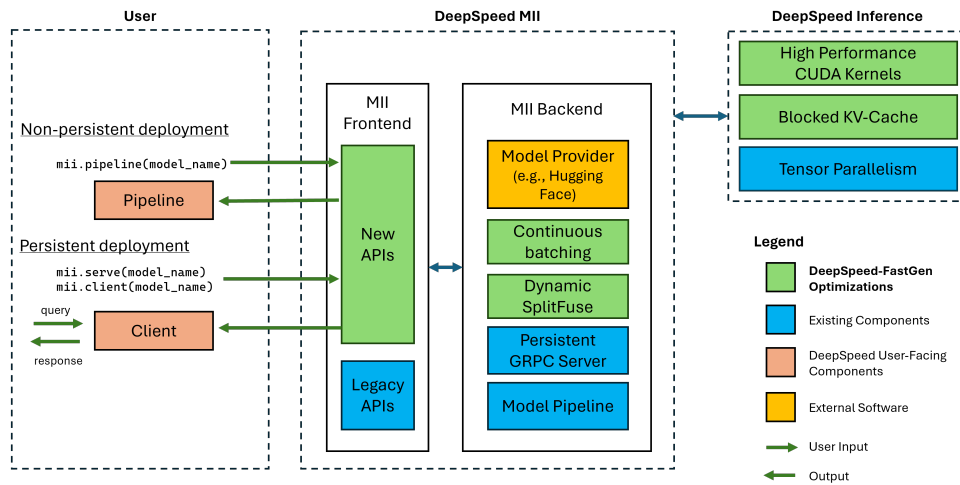 User
DeepSpeed MII
DeepSpeed Inference
Non-persistent deployment
mii.pipeline(model_name)
Pipeline
Persistent deployment
mii.serve(model_name)
mii.client(model_name)
query
Client
response
MII
Frontend
New
APIs
Legacy
APIs
MII Backend
Model Provider
(e.g., Hugging
Face)
Continuous
batching
Dynamic
SplitFuse
Persistent
GRPC Server
Model Pipeline
High Performance
CUDA Kernels
Blocked KV-Cache
Tensor Parallelism
Legend
DeepSpeed-FastGen
Optimizations
Existing Components
DeepSpeed User-Facing
Components
External Software
User Input
Output